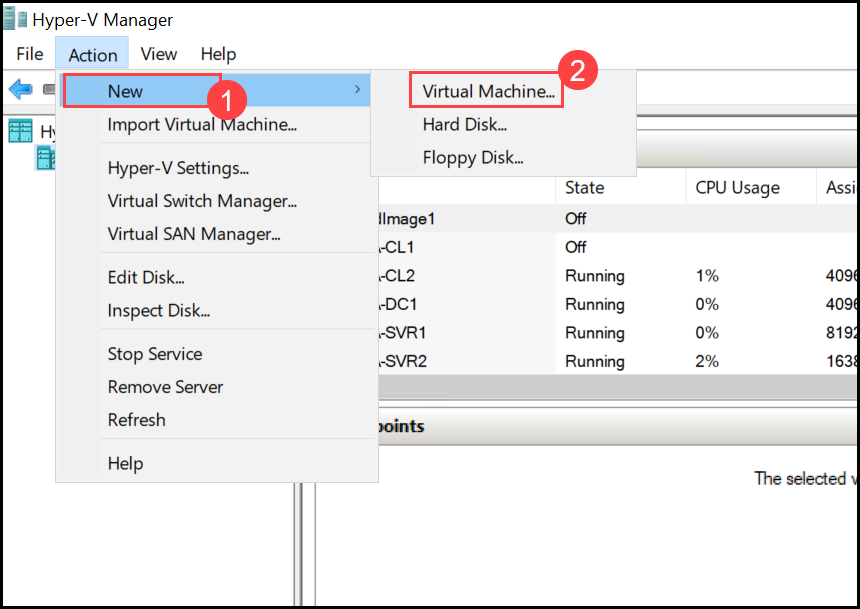 Hyper-V Manager
File Action View Help
New
1
Virtual Machine...
2
Import Virtual Machine...
Hard Disk...
Floppy Disk...
Hyper-V Settings...
Virtual Switch Manager...
Virtual SAN Manager...
Edit Disk...
Inspect Disk...
Stop Service
Remove Server
Refresh
Help
State CPU Usage
dImage1 Off
-CL1 Off
-CL2 Running 1% 4096
-DC1 Running 0% 4096
-SVR1 Running 0% 8192
-SVR2 Running 2% 1638
points
The selected